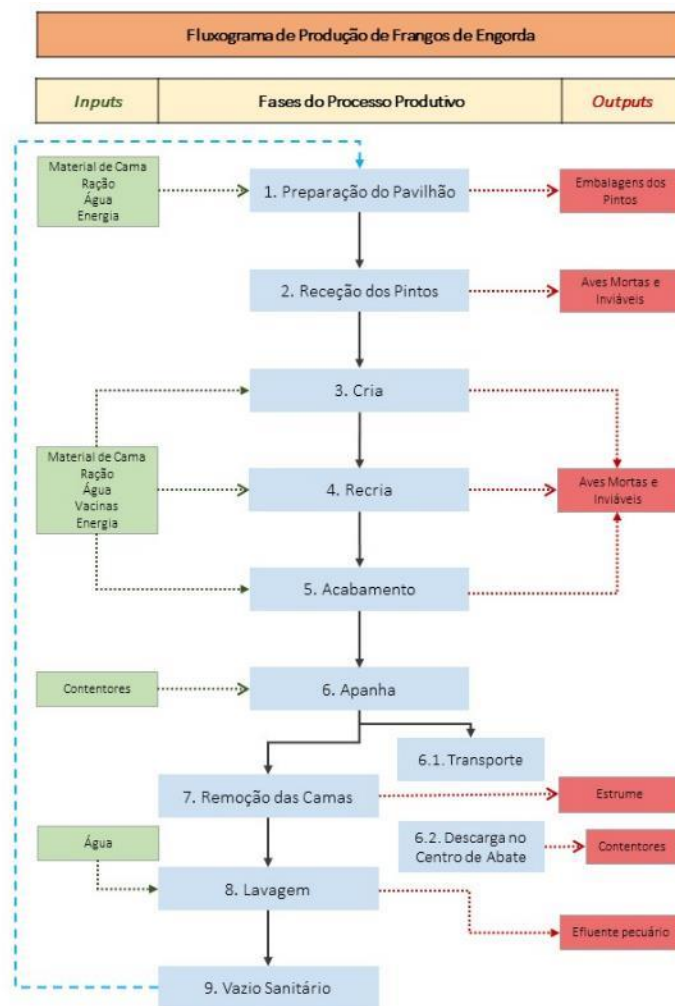 Fluxograma de Produção de Frangos de Engorda
Inputs
Fases do Processo Produtivo
Outputs
Material de Cama
Ração
Água
Energia
1. Preparação do Pavilhão
Embalagens dos
Pintos
2. Receção dos Pintos
Aves Mortas e
Inviáveis
3. Cria
Material de Cama
Ração
Água
Vacinas
Energia
4. Recria
Aves Mortas e
Inviáveis
5. Acabamento
Contentores
6. Apanha
6.1. Transporte
7. Remoção das Camas
Estrume
Água
6.2. Descarga no
Centro de Abate
Contentores
8. Lavagem
Efluente pecuário
9. Vazio Sanitário